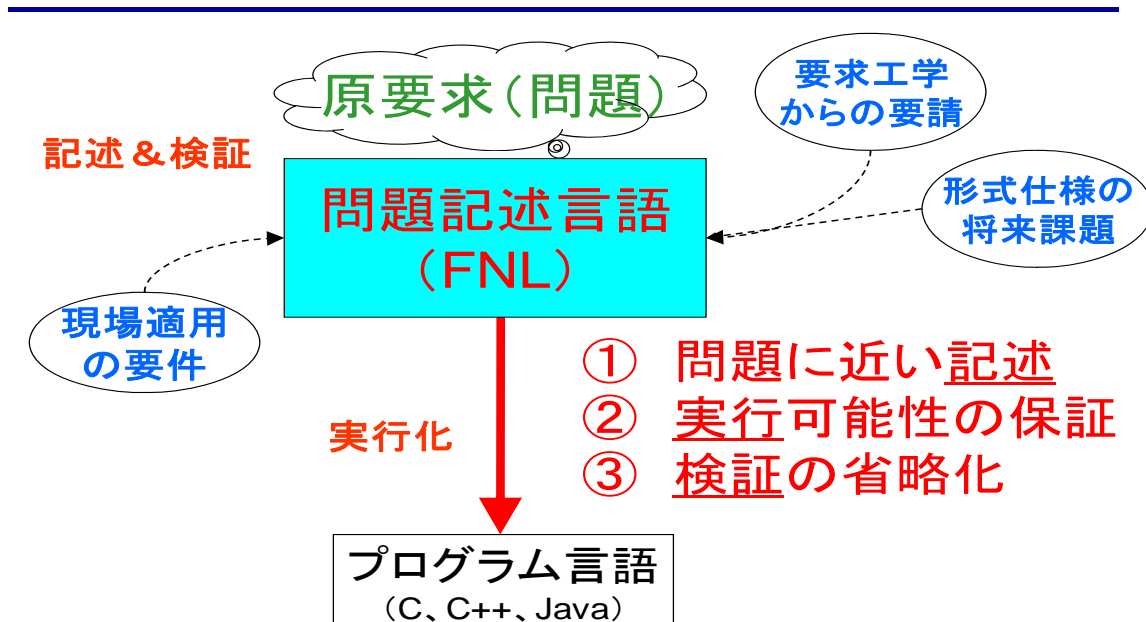 原要求(問題)
要求工学
からの要請
記述&検証
問題記述言語
(FNL)
形式仕様の
将来課題
現場適用
の要件
① 問題に近い記述
② 実行可能性の保証
③ 検証の省略化
実行化
プログラム言語
(C、C++、Java)